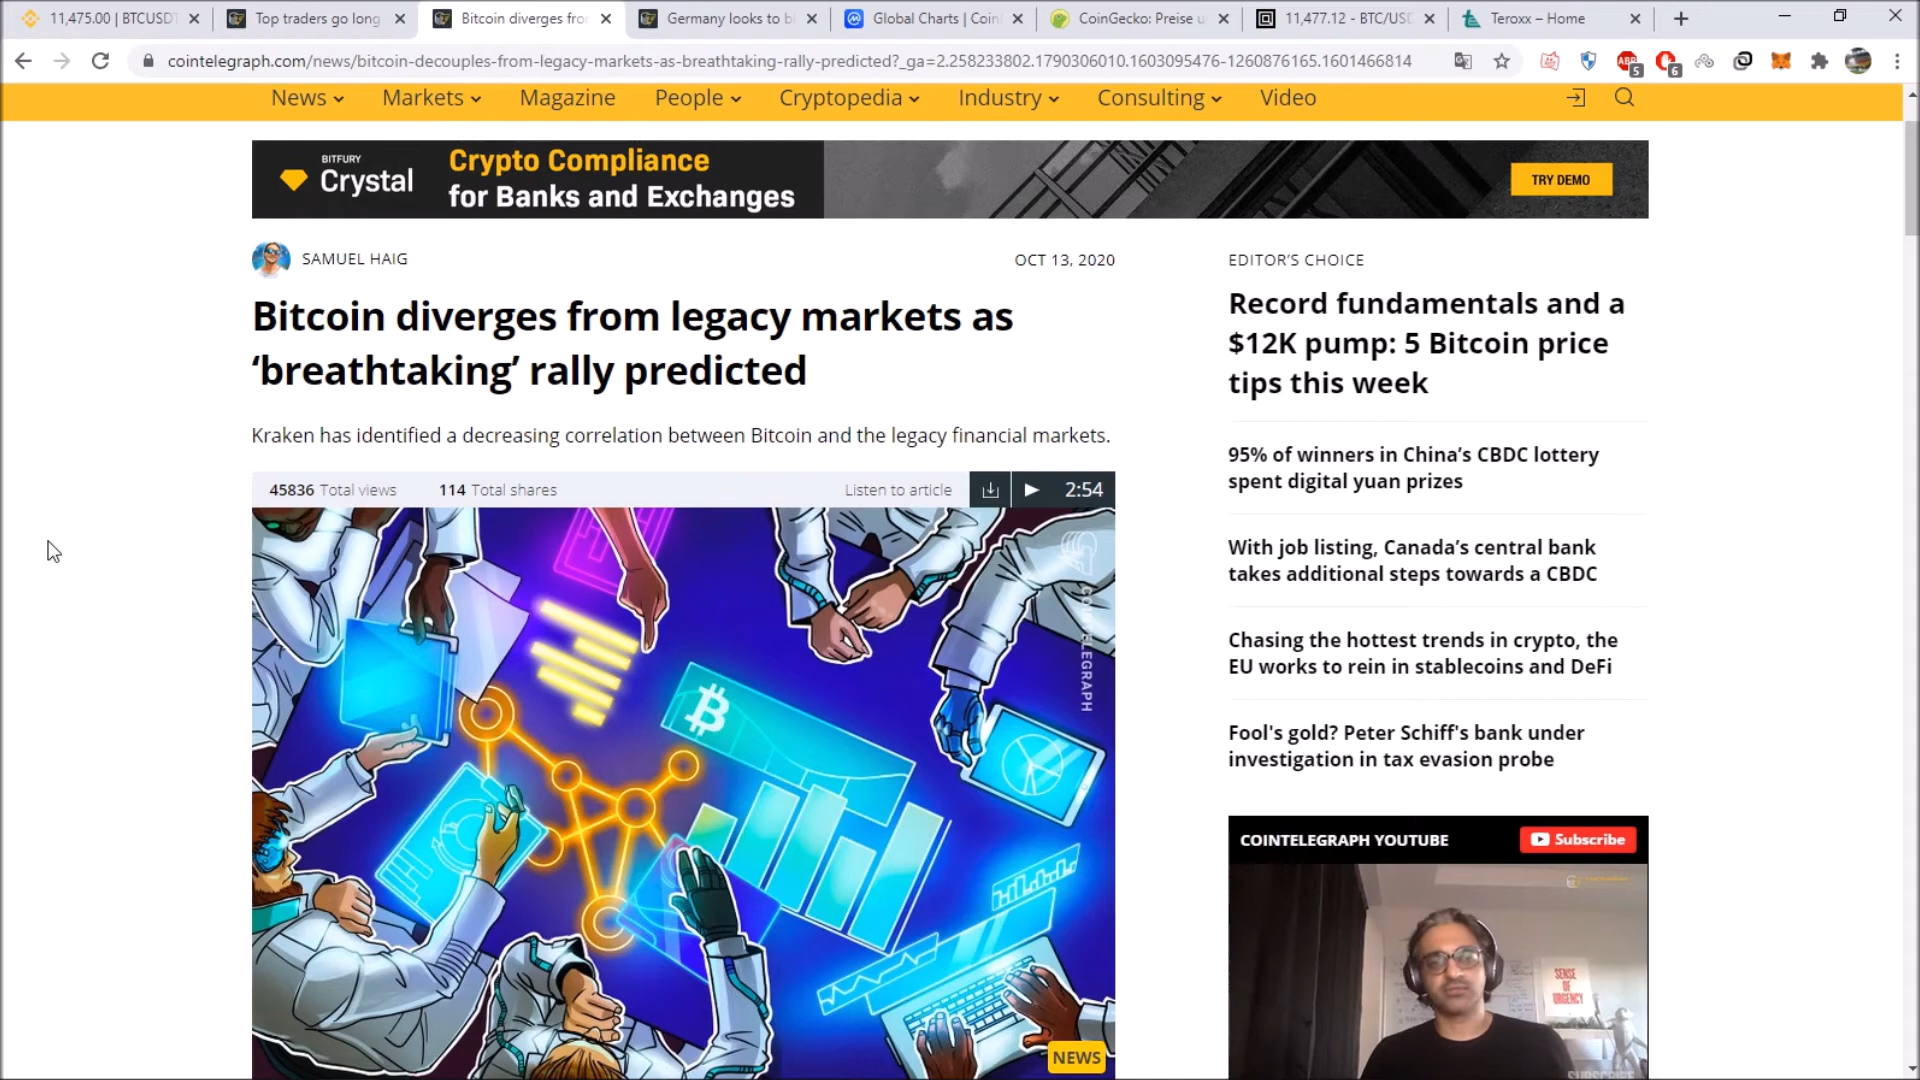 11,475.00 | BTCUSDT
Top traders go long
Bitcoin diverges fro
Germany looks to b
Global Charts | Coin
CoinGecko: Preise u
11,477.12 - BTC/USD
Teroxx – Home
cointelegraph.com/news/bitcoin-decouples-from-legacy-markets-as-breathtaking-rally-predicted?_ga=2.258233802.1790306010.1603095476-1260876165.1601466814
ABP
5
6
News
Markets
Magazine
People
Cryptopedia
Industry
Consulting
Video
BITFURY
Crystal
Crypto Compliance
for Banks and Exchanges
TRY DEMO
SAMUEL HAIG
OCT 13, 2020
Bitcoin diverges from legacy markets as
‘breathtaking’ rally predicted
Kraken has identified a decreasing correlation between Bitcoin and the legacy financial markets.
45836 Total views
114 Total shares
Listen to article
2:54
COINTELEGRAPH
NEWS
EDITOR’S CHOICE
Record fundamentals and a
$12K pump: 5 Bitcoin price
tips this week
95% of winners in China’s CBDC lottery
spent digital yuan prizes
With job listing, Canada’s central bank
takes additional steps towards a CBDC
Chasing the hottest trends in crypto, the
EU works to rein in stablecoins and DeFi
Fool's gold? Peter Schiff's bank under
investigation in tax evasion probe
COINTELEGRAPH YOUTUBE
Subscribe
SENSE
OF
URGENCY
SUBSCRIBE